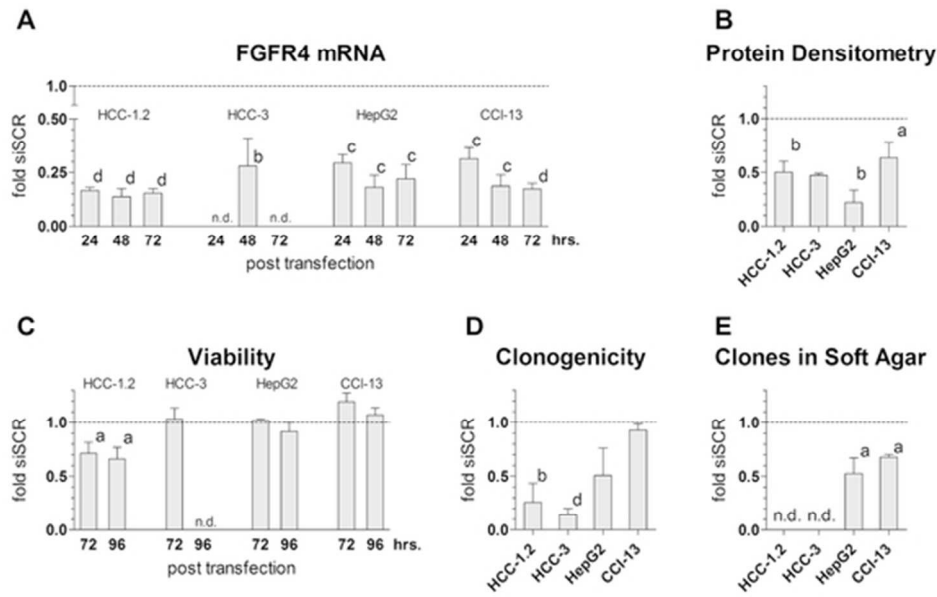 A
FGFR4 mRNA
fold siSCR
1.0
0.50
0.25
0.00
HCC-1.2 HCC-3 HepG2 CCl-13
d d d b c c c c c d
n.d. n.d.
24 48 72 24 48 72 24 48 72 24 48 72 hrs.
post transfection
B
Protein Densitometry
fold siSCR
1.0
0.5
0.0
b b a
HCC-1.2 HCC-3 HepG2 CCl-13
C
Viability
HCC-1.2 HCC-3 HepG2 CCl-13
fold siSCR
1.0
0.5
0.0
a a
n.d.
72 96 72 96 72 96 72 96 hrs.
post transfection
D
Clonogenicity
fold siSCR
1.0
0.5
0.0
b d
HCC-1.2 HCC-3 HepG2 CCl-13
E
Clones in Soft Agar
fold siSCR
1.0
0.5
0.0
n.d. n.d. a a
HCC-1.2 HCC-3 HepG2 CCl-13